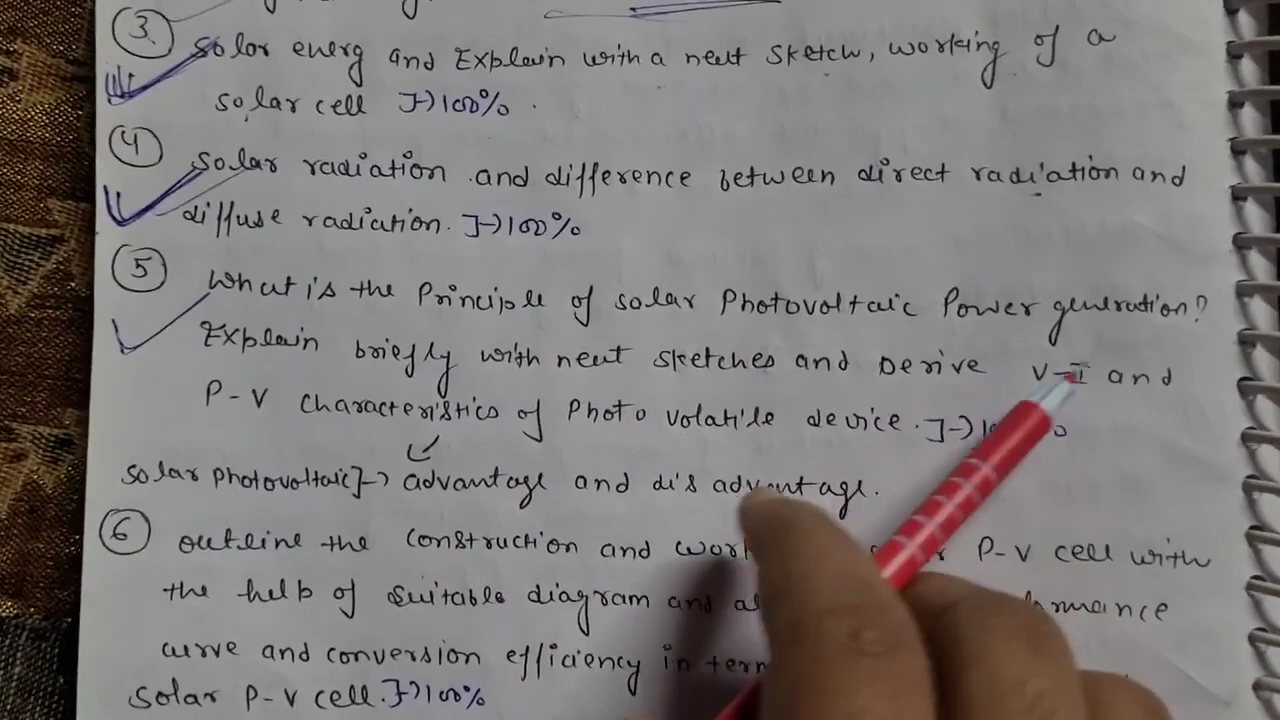 3. Solar energ and Explain with a neat sketch, working of a
solar cell ]→100%.
4 Solar radiation and difference between direct radiation and
diffuse radiation. ]→100%
5 What is the Principle of solar Photovoltaic Power generation?
Explain briefly with neat sketches and Derive V-I and
P-V characteristics of Photo volatile device. ]→
solar photovoltaic]→ advantage and dis advantage.
6 outline the construction and P-V cell with
the help of suitable diagram and
curve and conversion efficiency in
solar P-V cell.]→100%